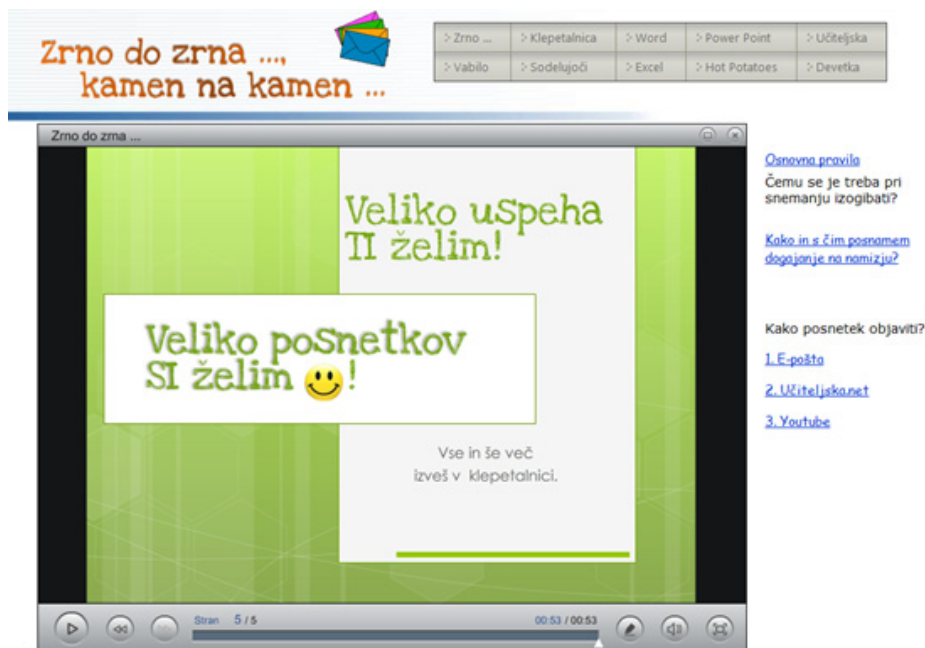 Zrno do zrna ...,
kamen na kamen ...
Zrno ...
Klepetalnica
Word
Power Point
Učiteljska
Vabilo
Sodelujoči
Excel
Hot Potatoes
Devetka
Zrno do zrna ...
Veliko uspeha
TI želim!
Veliko posnetkov
SI želim !
Vse in še več
izveš v klepetalnici.
Stran 5 / 5
00:53 / 00:53
Osnovna pravila
Čemu se je treba pri
snemanju izogibati?
Kako in s čim posnamem
dogajanje na namizju?
Kako posnetek objaviti?
1. E-pošta
2. Učiteljska.net
3. Youtube